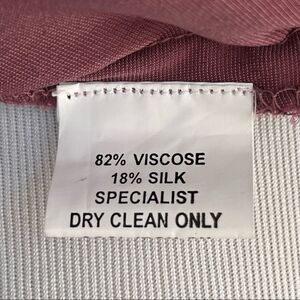 82% VISCOSE
18% SILK
SPECIALIST
DRY CLEAN ONLY